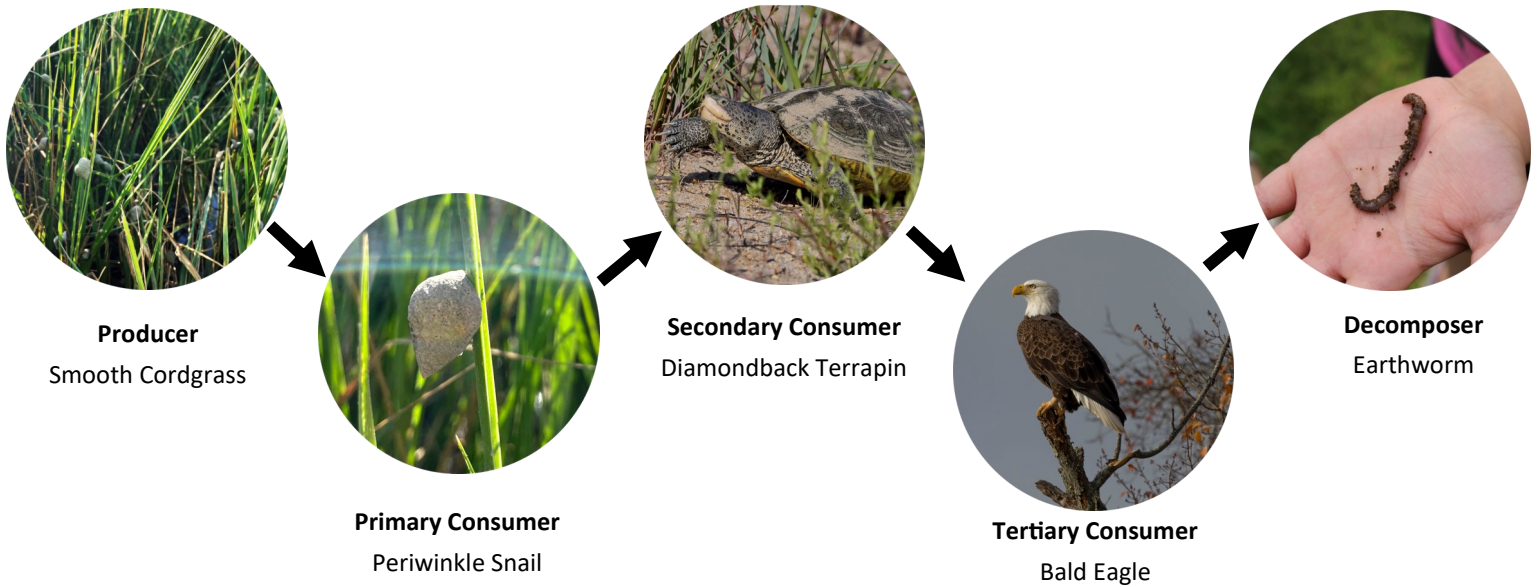 Producer
Smooth Cordgrass
Primary Consumer
Periwinkle Snail
Secondary Consumer
Diamondback Terrapin
Tertiary Consumer
Bald Eagle
Decomposer
Earthworm